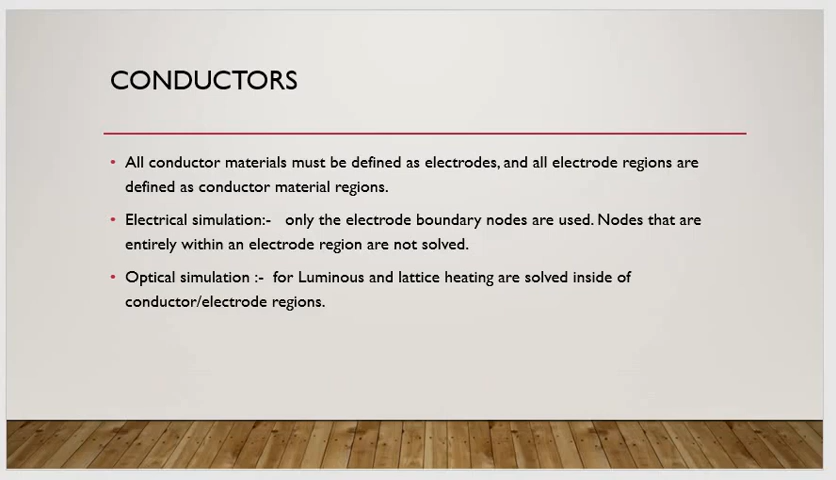 CONDUCTORS
• All conductor materials must be defined as electrodes, and all electrode regions are
defined as conductor material regions.
• Electrical simulation:- only the electrode boundary nodes are used. Nodes that are
entirely within an electrode region are not solved.
• Optical simulation :- for Luminous and lattice heating are solved inside of
conductor/electrode regions.